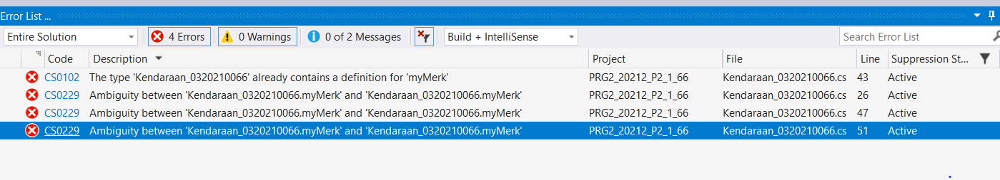 Error List ...
Entire Solution 4 Errors 0 Warnings 0 of 2 Messages Build + IntelliSense Search Error List
Code Description Project File Line Suppression St...
CS0102 The type 'Kendaraan_0320210066' already contains a definition for 'myMerk' PRG2_20212_P2_1_66 Kendaraan_0320210066.cs 43 Active
CS0229 Ambiguity between 'Kendaraan_0320210066.myMerk' and 'Kendaraan_0320210066.myMerk' PRG2_20212_P2_1_66 Kendaraan_0320210066.cs 26 Active
CS0229 Ambiguity between 'Kendaraan_0320210066.myMerk' and 'Kendaraan_0320210066.myMerk' PRG2_20212_P2_1_66 Kendaraan_0320210066.cs 47 Active
CS0229 Ambiguity between 'Kendaraan_0320210066.myMerk' and 'Kendaraan_0320210066.myMerk' PRG2_20212_P2_1_66 Kendaraan_0320210066.cs 51 Active